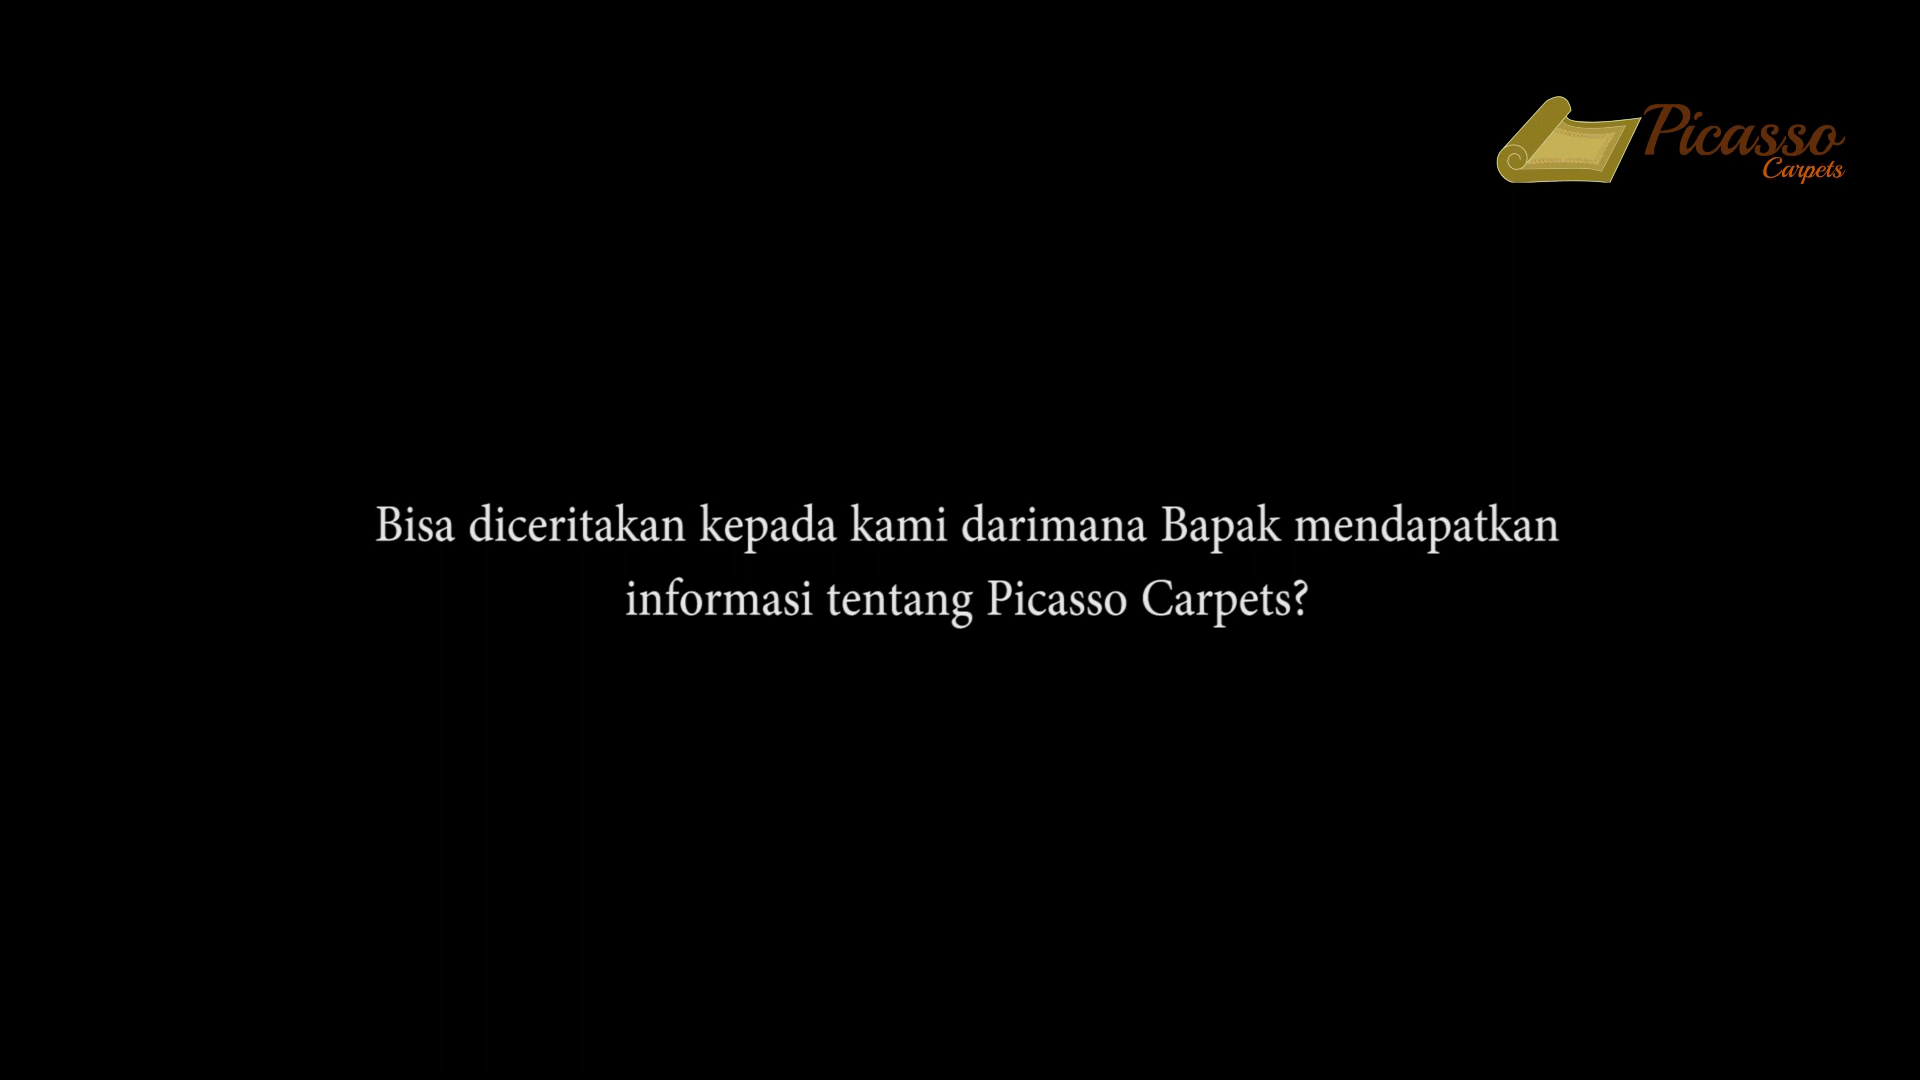 Picasso
Carpets
Bisa diceritakan kepada kami darimana Bapak mendapatkan
informasi tentang Picasso Carpets?